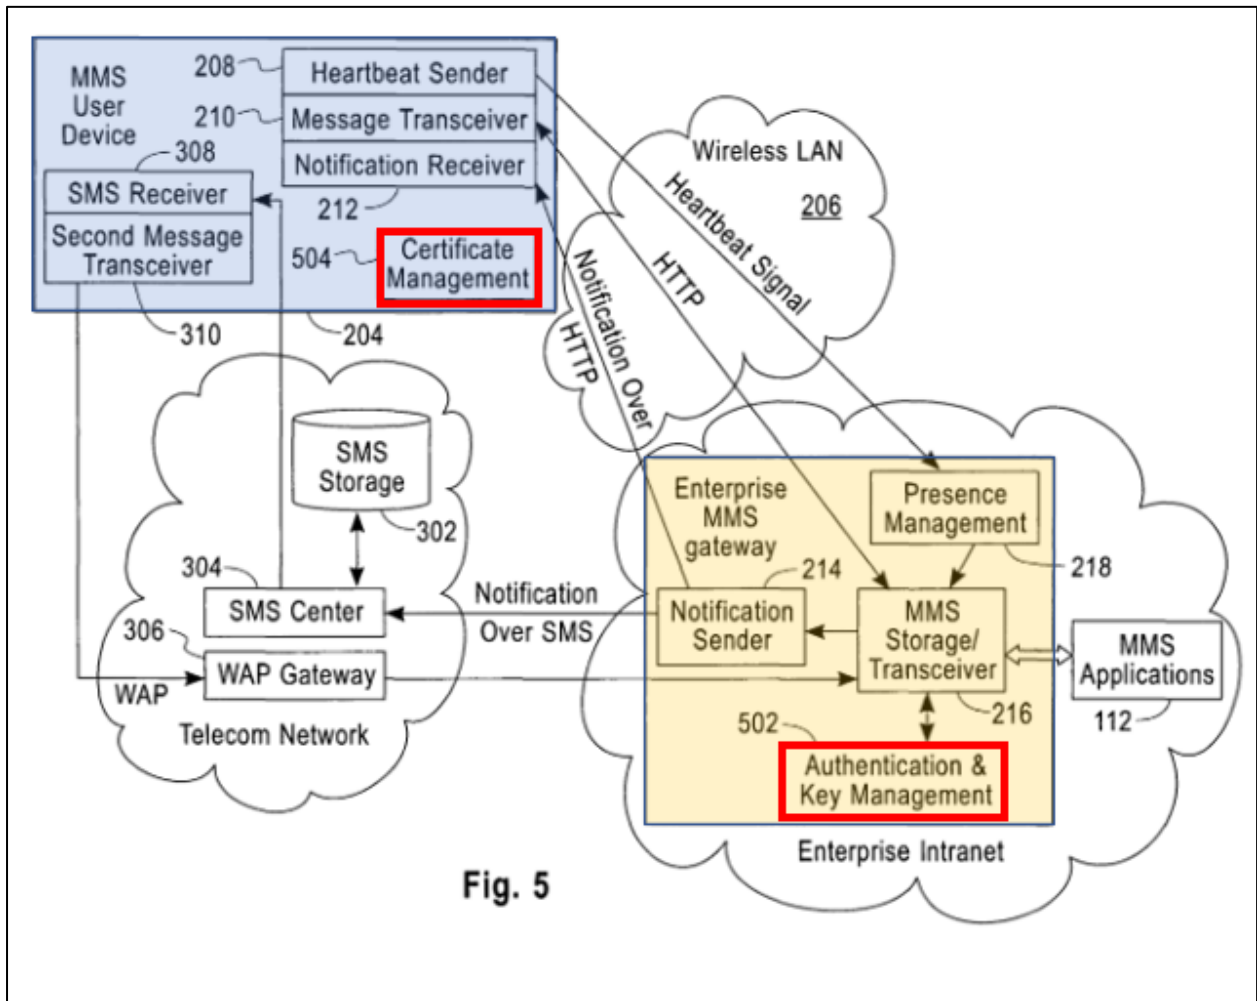 MMS
User
Device
208
Heartbeat Sender
210
Message Transceiver
Notification Receiver
212
308
SMS Receiver
Second Message
Transceiver
310
504
Certificate
Management
204
Wireless LAN
206
Heartbeat Signal
HTTP
Notification Over
HTTP
SMS
Storage
302
304
SMS Center
306
WAP Gateway
WAP
Telecom Network
Notification
Over SMS
Enterprise
MMS
gateway
Presence
Management
218
214
Notification
Sender
MMS
Storage/
Transceiver
216
MMS
Applications
112
502
Authentication &
Key Management
Enterprise Intranet
Fig. 5